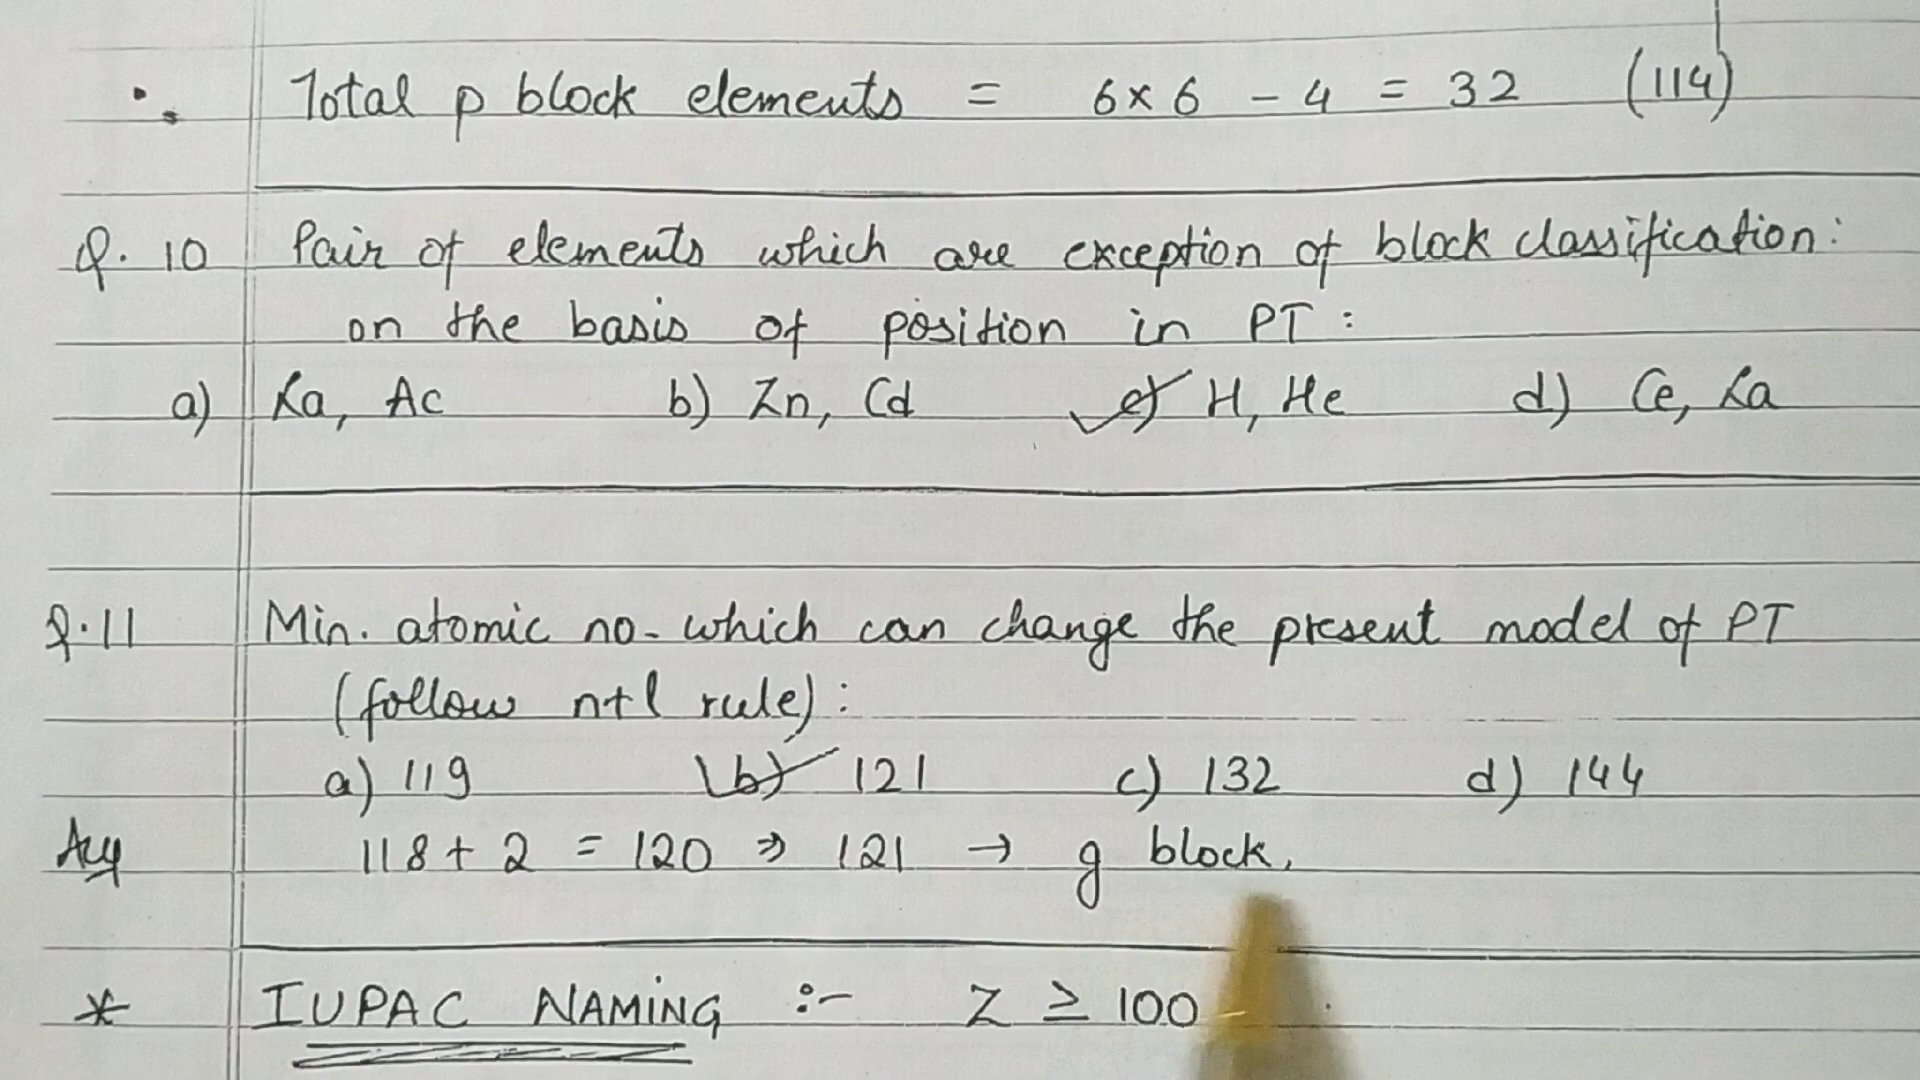 ∴ Total p block elements = 6×6 - 4 = 32 (114)
Q. 10 Pair of elements which are exception of block classification:
on the basis of position in PT :
a) La, Ac b) Zn, Cd c) H, He d) Ce, La
Q.11 Min. atomic no- which can change the present model of PT
(follow n+l rule) :
a) 119 b) 121 c) 132 d) 144
118 + 2 = 120 ⇒ 121 → g block.
* IUPAC NAMING :- Z ≥ 100